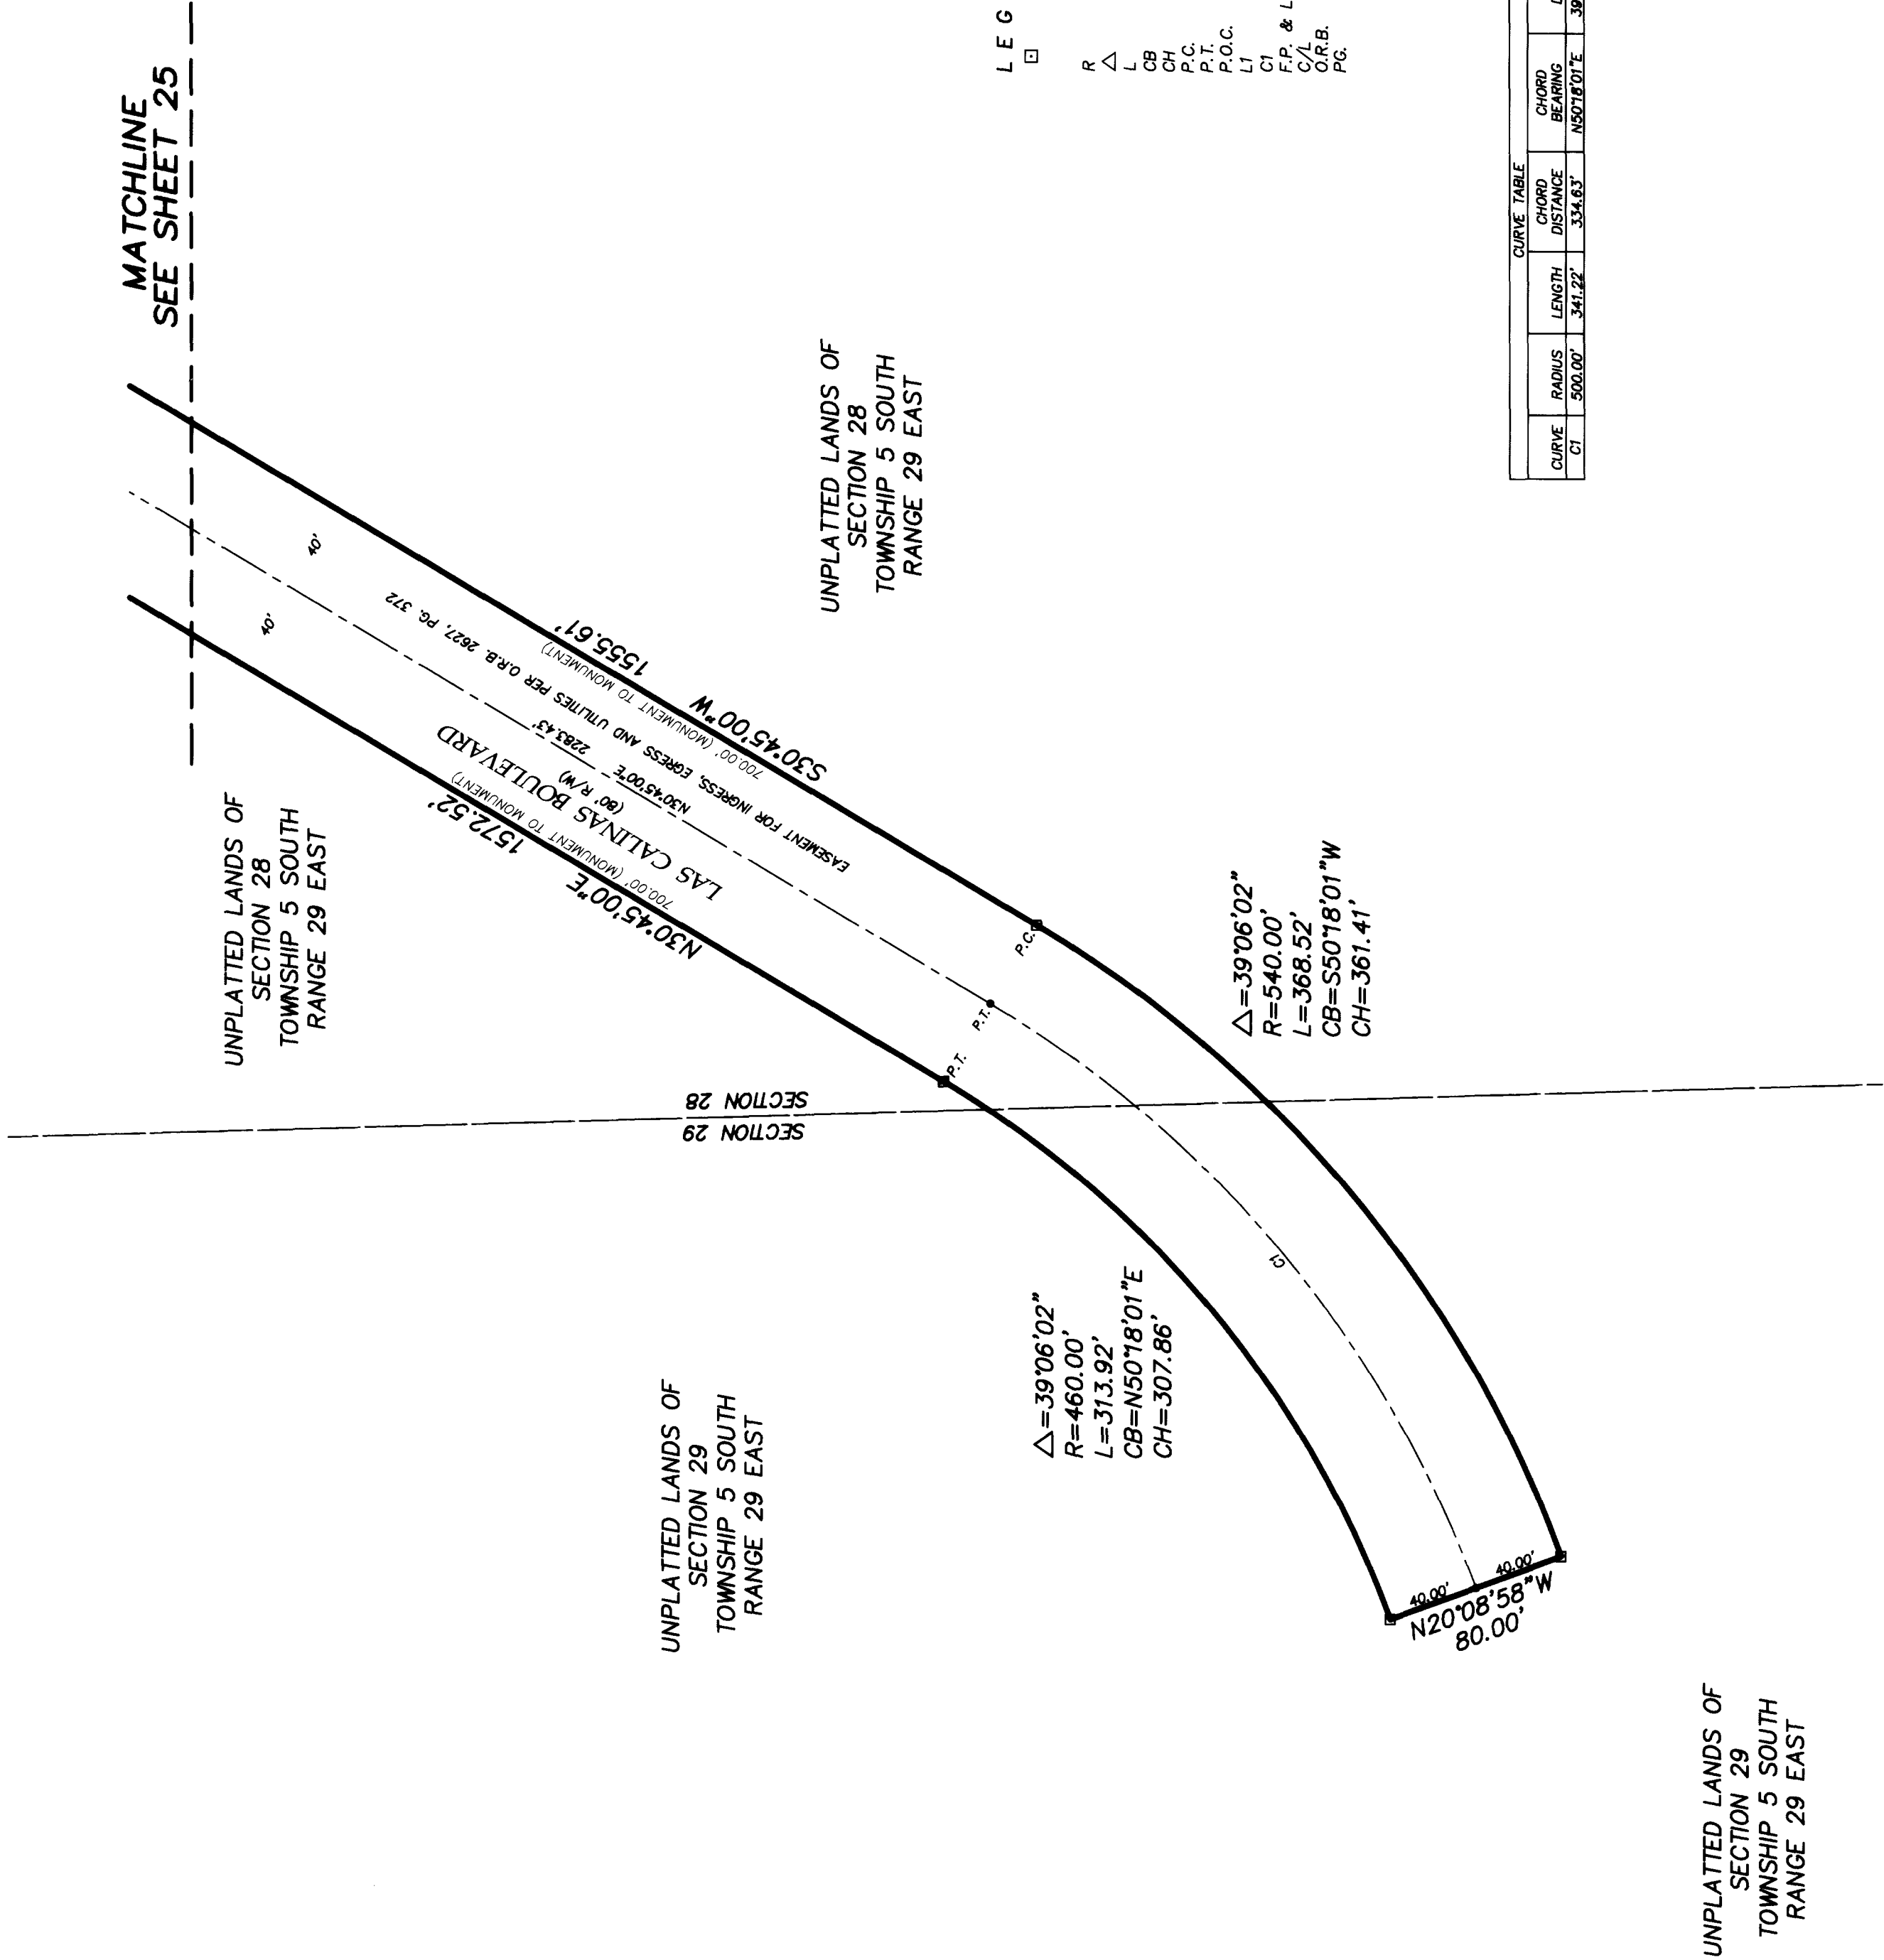 MATCHLINE
SEE SHEET 25
UNPLATTED LANDS OF
SECTION 28
TOWNSHIP 5 SOUTH
RANGE 29 EAST
40'
40'
N30°45'00"E
1572.52'
700.00' (MONUMENT TO MONUMENT)
LAS CALINAS BOULEVARD
(80' R/W)
N30°45'00"E
2283.43'
EASEMENT FOR INGRESS, EGRESS AND UTILITIES PER O.R.B. 2627, PG. 372
700.00' (MONUMENT TO MONUMENT)
S30°45'00"W
1555.61'
UNPLATTED LANDS OF
SECTION 28
TOWNSHIP 5 SOUTH
RANGE 29 EAST
SECTION 28
SECTION 29
P.T.
P.T.
P.C.
△=39°06'02"
R=540.00'
L=368.52'
CB=S50°18'01"W
CH=361.41'
△=39°06'02"
R=460.00'
L=313.92'
CB=N50°18'01"E
CH=307.86'
C1
UNPLATTED LANDS OF
SECTION 29
TOWNSHIP 5 SOUTH
RANGE 29 EAST
40.00'
40.00'
N20°08'58"W
80.00'
UNPLATTED LANDS OF
SECTION 29
TOWNSHIP 5 SOUTH
RANGE 29 EAST
L E G
R
△
L
CB
CH
P.C.
P.T.
P.O.C.
L1
C1
F.P. & L
C/L
O.R.B.
PG.
CURVE TABLE
CURVE RADIUS LENGTH CHORD DISTANCE CHORD BEARING
C1 500.00' 341.22' 334.63' N50°18'01"E 39